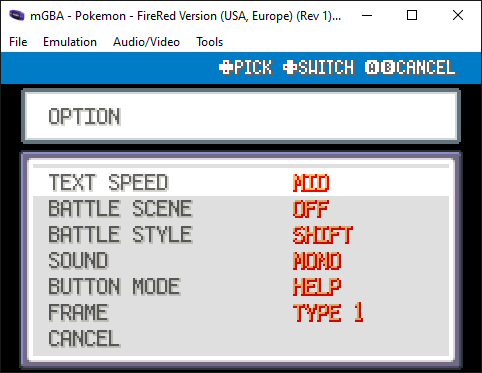 mGBA - Pokemon - FireRed Version (USA, Europe) (Rev 1)...
File Emulation Audio/Video Tools
PICK SWITCH A B CANCEL
OPTION
TEXT SPEED MID
BATTLE SCENE OFF
BATTLE STYLE SHIFT
SOUND MONO
BUTTON MODE HELP
FRAME TYPE 1
CANCEL